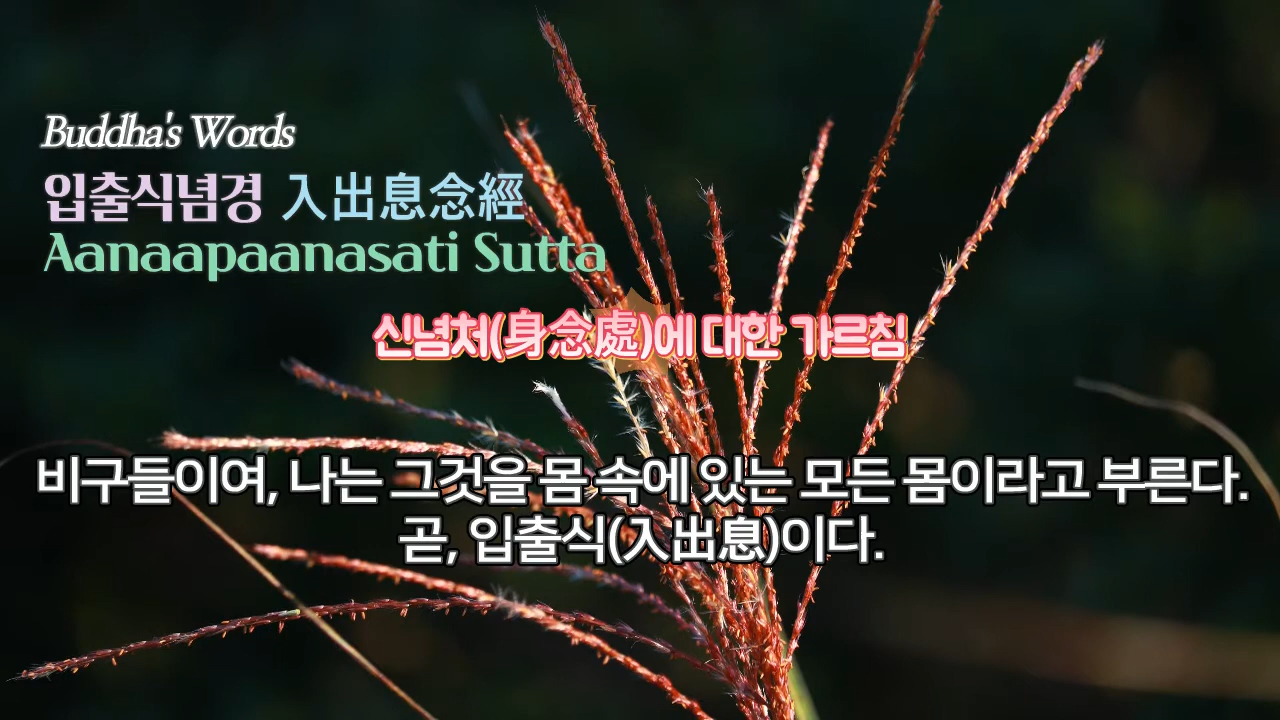 Buddha's Words
입출식념경 入出息念經
Aanaapaanasati Sutta
신념처(身念處)에 대한 가르침
비구들이여, 나는 그것을 몸 속에 있는 모든 몸이라고 부른다.
곧, 입출식(入出息)이다.